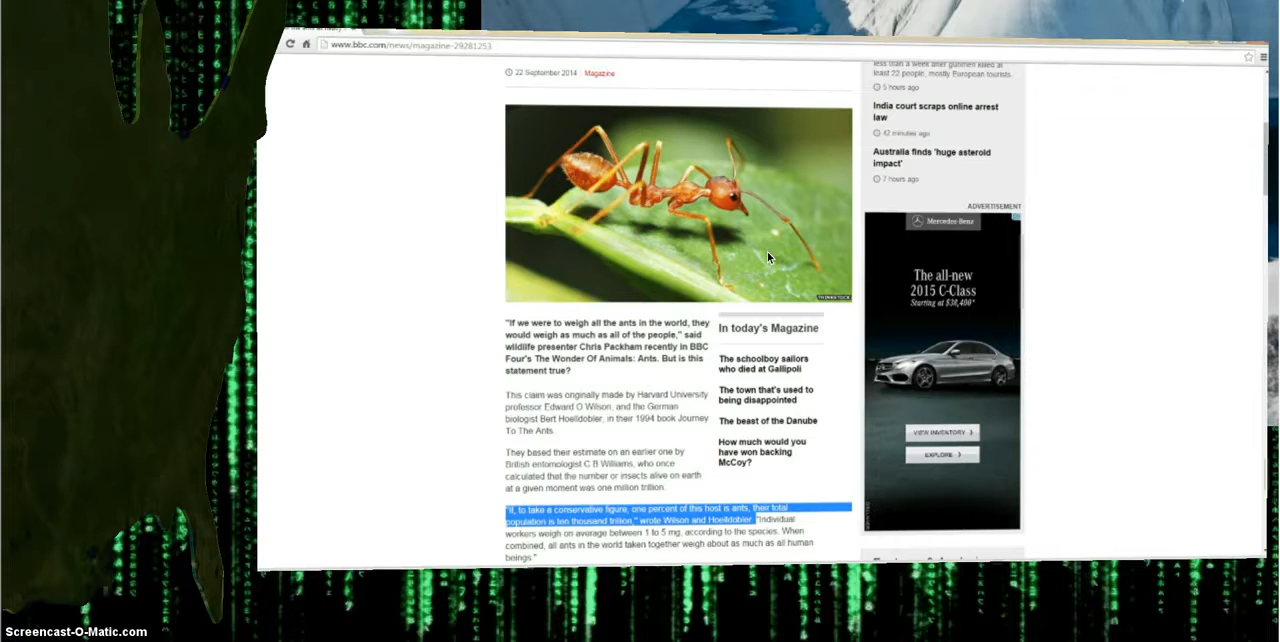 www.bbc.com/news/magazine-29281253
22 September 2014 Magazine
THINKSTOCK
"If we were to weigh all the ants in the world, they
would weigh as much as all of the people," said
wildlife presenter Chris Packham recently in BBC
Four's The Wonder Of Animals: Ants. But is this
statement true?
This claim was originally made by Harvard University
professor Edward O Wilson, and the German
biologist Bert Hoelldobler, in their 1994 book Journey
To The Ants.
They based their estimate on an earlier one by
British entomologist C B Williams, who once
calculated that the number or insects alive on earth
at a given moment was one million trillion.
"If, to take a conservative figure, one percent of this host is ants, their total
population is ten thousand trillion," wrote Wilson and Hoelldobler "Individual
workers weigh on average between 1 to 5 mg, according to the species. When
combined, all ants in the world taken together weigh about as much as all human
beings."
In today's Magazine
The schoolboy sailors
who died at Gallipoli
The town that's used to
being disappointed
The beast of the Danube
How much would you
have won backing
McCoy?
less than a week after gunmen killed at
least 22 people, mostly European tourists.
5 hours ago
India court scraps online arrest
law
42 minutes ago
Australia finds 'huge asteroid
impact'
7 hours ago
ADVERTISEMENT
Mercedes-Benz
The all-new
2015 C-Class
Starting at $38,400*
VIEW INVENTORY
EXPLORE
Screencast-O-Matic.com